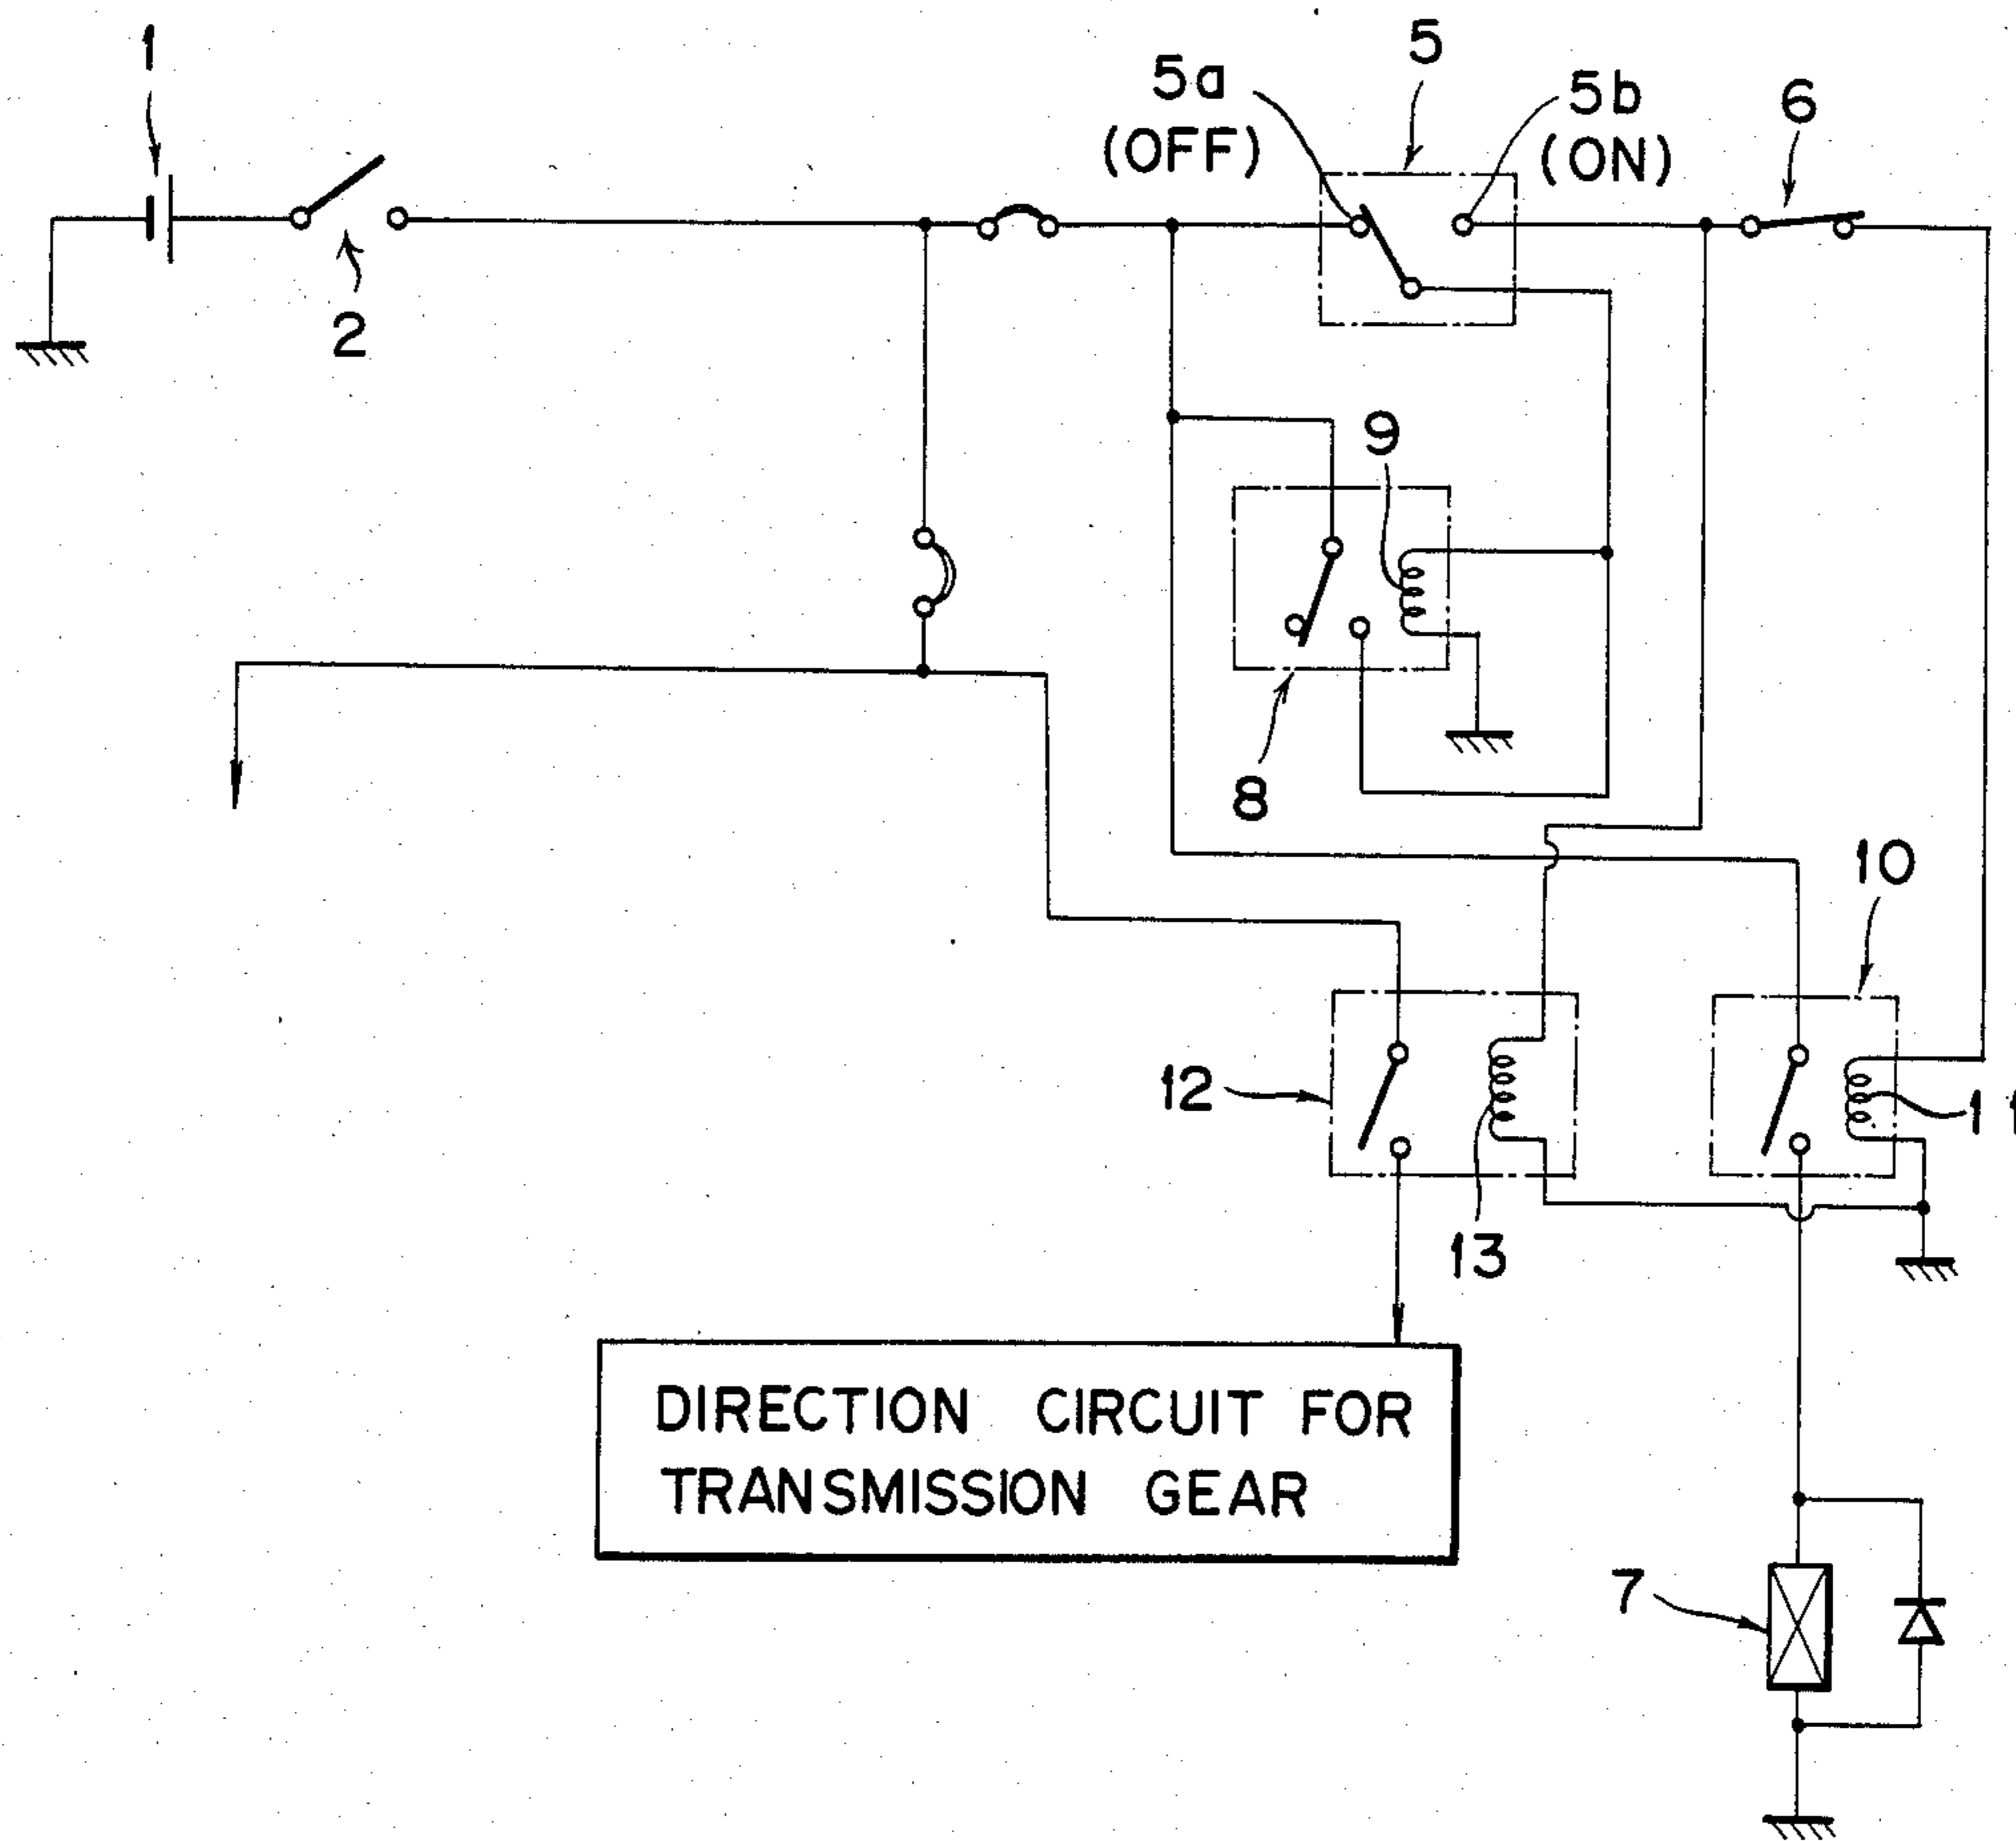 1
5
5a
5b
6
(OFF)
(ON)
2
9
8
10
12
11
13
DIRECTION CIRCUIT FOR
TRANSMISSION GEAR
7